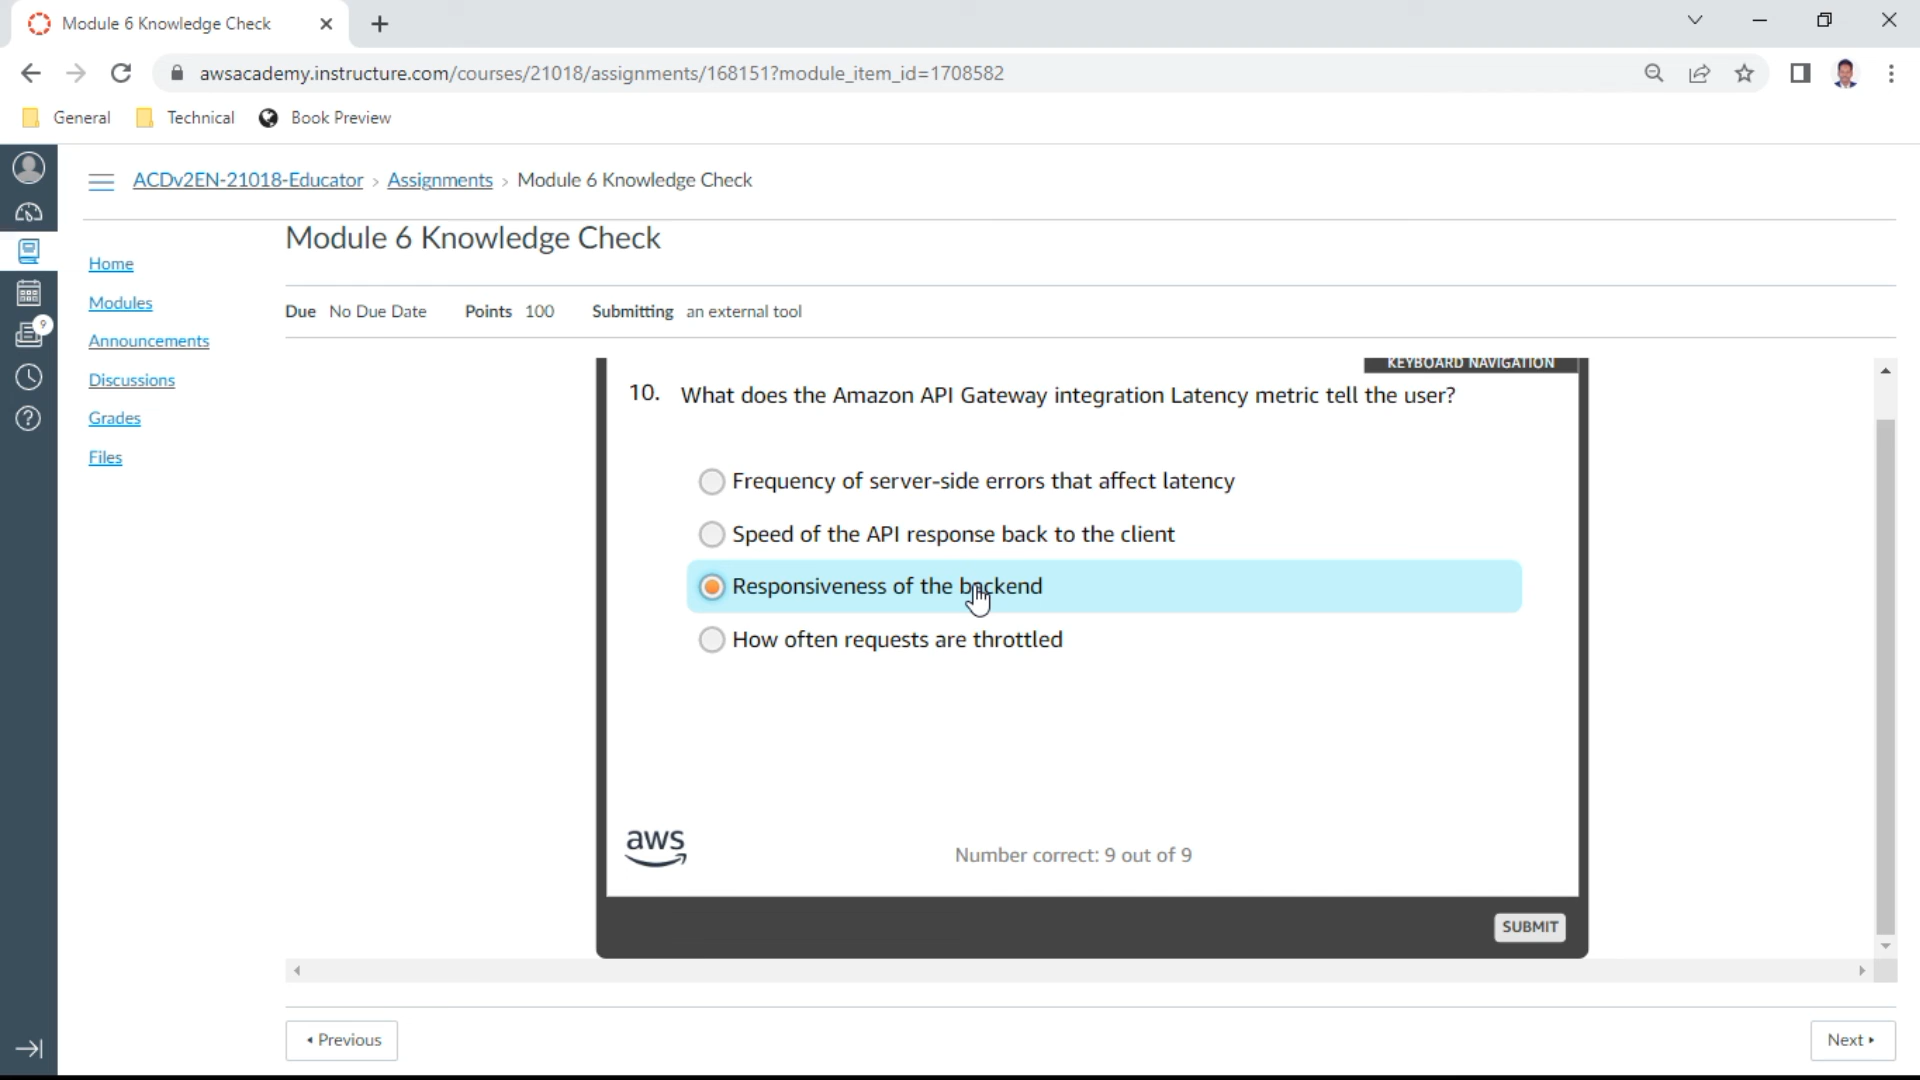 Module 6 Knowledge Check
awsacademy.instructure.com/courses/21018/assignments/168151?module_item_id=1708582
General Technical Book Preview
ACDv2EN-21018-Educator › Assignments › Module 6 Knowledge Check
Module 6 Knowledge Check
Home
Modules
Announcements
Discussions
Grades
Files
9
Due No Due Date Points 100 Submitting an external tool
KEYBOARD NAVIGATION
10. What does the Amazon API Gateway integration Latency metric tell the user?
Frequency of server-side errors that affect latency
Speed of the API response back to the client
Responsiveness of the backend
How often requests are throttled
aws
Number correct: 9 out of 9
SUBMIT
Previous
Next